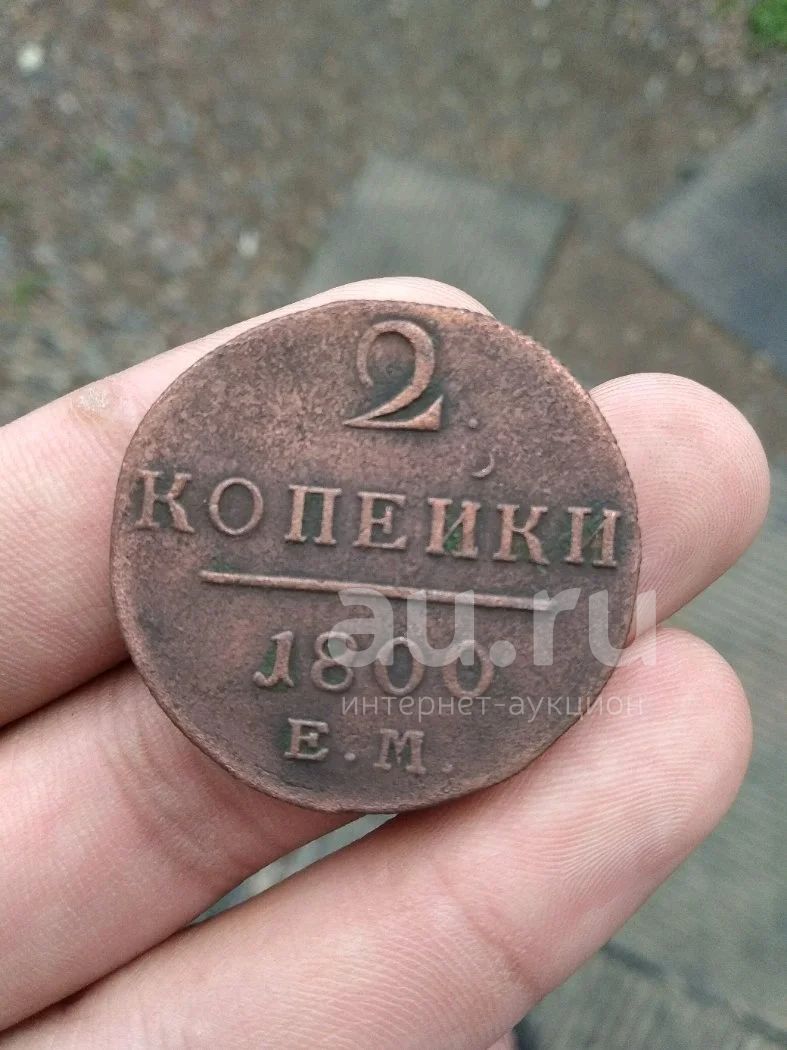 2.
КОПЕИКИ
1800
Е.М.
au.ru
интернет-аукцион